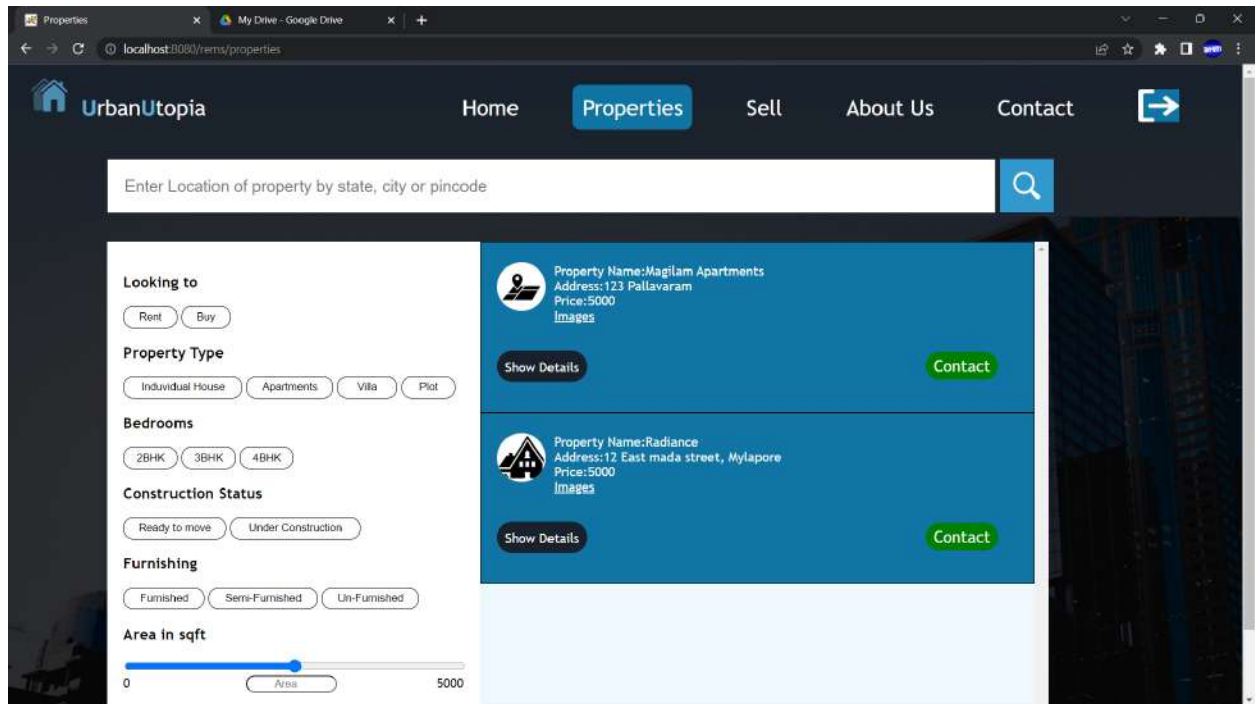 Properties
My Drive - Google Drive
localhost:8080/rems/properties
UrbanUtopia
Home
Properties
Sell
About Us
Contact
Enter Location of property by state, city or pincode
Looking to
Rent
Buy
Property Type
Induvidual House
Apartments
Villa
Plot
Bedrooms
2BHK
3BHK
4BHK
Construction Status
Ready to move
Under Construction
Furnishing
Furnished
Semi-Furnished
Un-Furnished
Area in sqft
0
Area
5000
Property Name:Magilam Apartments
Address:123 Pallavaram
Price:5000
Images
Show Details
Contact
Property Name:Radiance
Address:12 East mada street, Mylapore
Price:5000
Images
Show Details
Contact